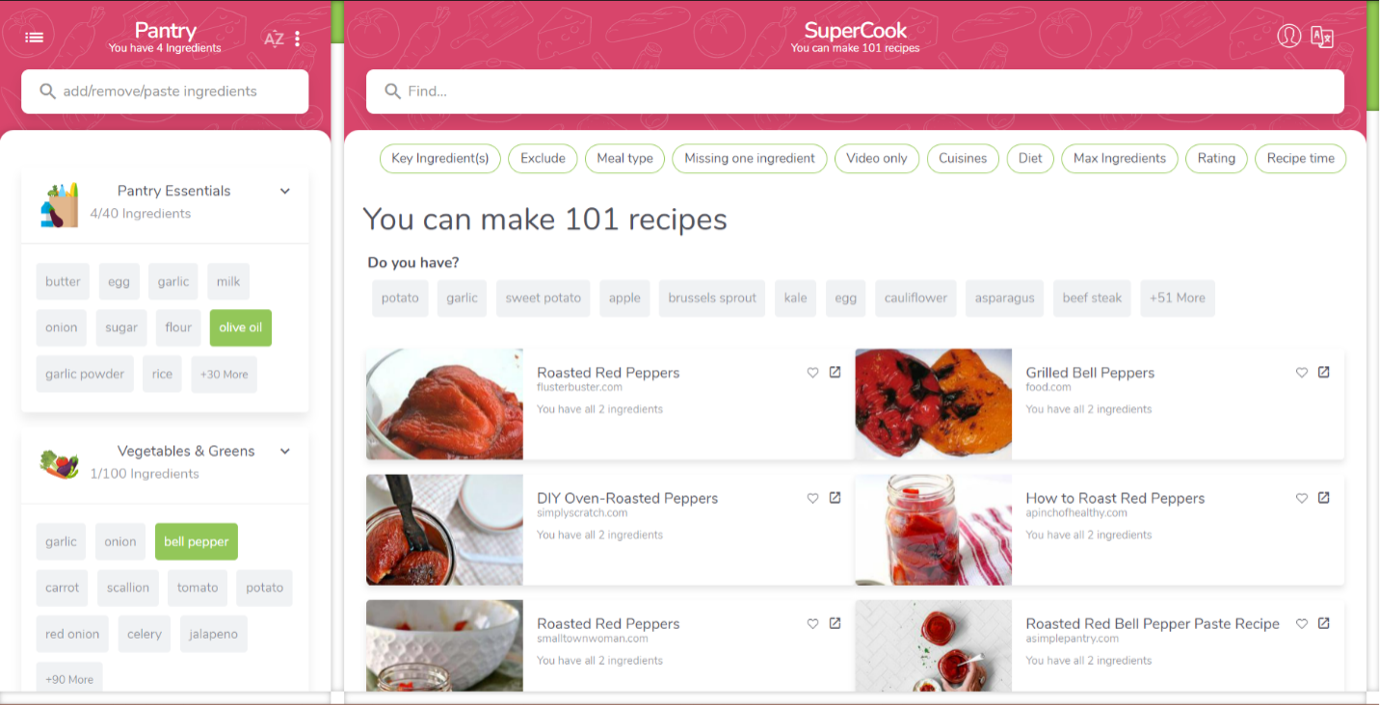 Pantry
You have 4 Ingredients
AZ
add/remove/paste ingredients
Pantry Essentials
4/40 Ingredients
butter egg garlic milk
onion sugar flour olive oil
garlic powder rice +30 More
Vegetables & Greens
1/100 Ingredients
garlic onion bell pepper
carrot scallion tomato potato
red onion celery jalapeno
+90 More
SuperCook
You can make 101 recipes
Find...
Key Ingredient(s) Exclude Meal type Missing one ingredient Video only Cuisines Diet Max Ingredients Rating Recipe time
You can make 101 recipes
Do you have?
potato garlic sweet potato apple brussels sprout kale egg cauliflower asparagus beef steak +51 More
Roasted Red Peppers
flusterbuster.com
You have all 2 ingredients
Grilled Bell Peppers
food.com
You have all 2 ingredients
DIY Oven-Roasted Peppers
simplyscratch.com
You have all 2 ingredients
How to Roast Red Peppers
apinchofhealthy.com
You have all 2 ingredients
Roasted Red Peppers
smalltownwoman.com
You have all 2 ingredients
Roasted Red Bell Pepper Paste Recipe
asimplepantry.com
You have all 2 ingredients